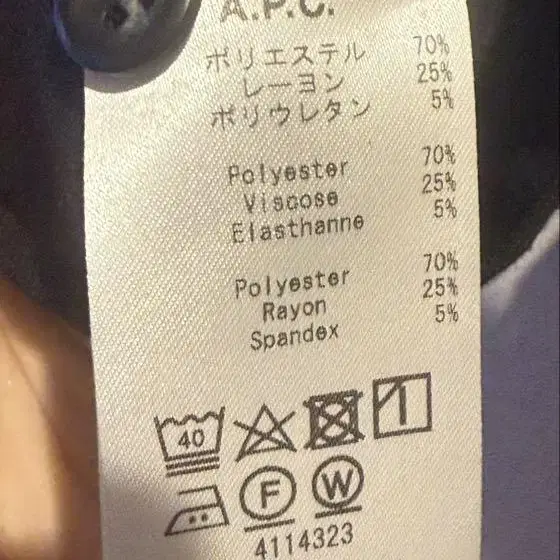 A.P.C.
ポリエステル 70%
レーヨン 25%
ポリウレタン 5%
Polyester 70%
Viscose 25%
Elasthanne 5%
Polyester 70%
Rayon 25%
Spandex 5%
40
F W
4114323